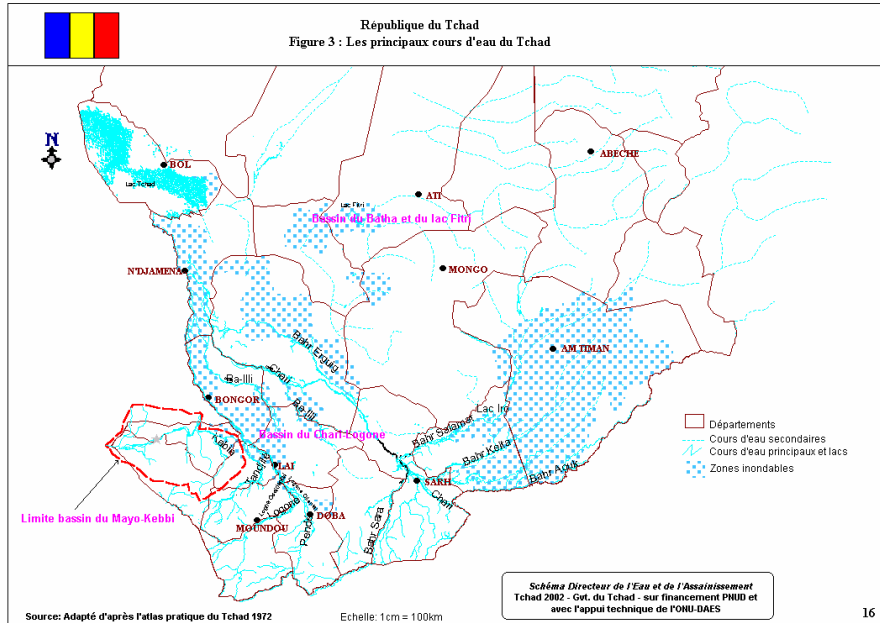 République du Tchad
Figure 3 : Les principaux cours d'eau du Tchad
N
BOL
Lac Tchad
ABECHE
ATI
Lac Fitri
Bassin du Batha et du lac Fitri
N'DJAMENA
MONGO
Bahr Erguig
AM TIMAN
Chari
Ba-Illi
Ba-Illi
BONGOR
Lac Iro
Bahr Salamat
Bassin du Chari-Logone
Kabia
Bahr Keita
LAI
Tandjilé
Bahr Aouk
SARH
Chari
Logone
DOBA
MOUNDOU
Pendé
Bahr Sara
Limite bassin du Mayo-Kebbi
Départements
Cours d'eau secondaires
Cours d'eau principaux et lacs
Zones inondables
Schéma Directeur de l'Eau et de l'Assainissement
Tchad 2002 - Gvt. du Tchad - sur financement PNUD et
avec l'appui technique de l'ONU-DAES
Source: Adapté d'après l'atlas pratique du Tchad 1972
Echelle: 1cm = 100km
16